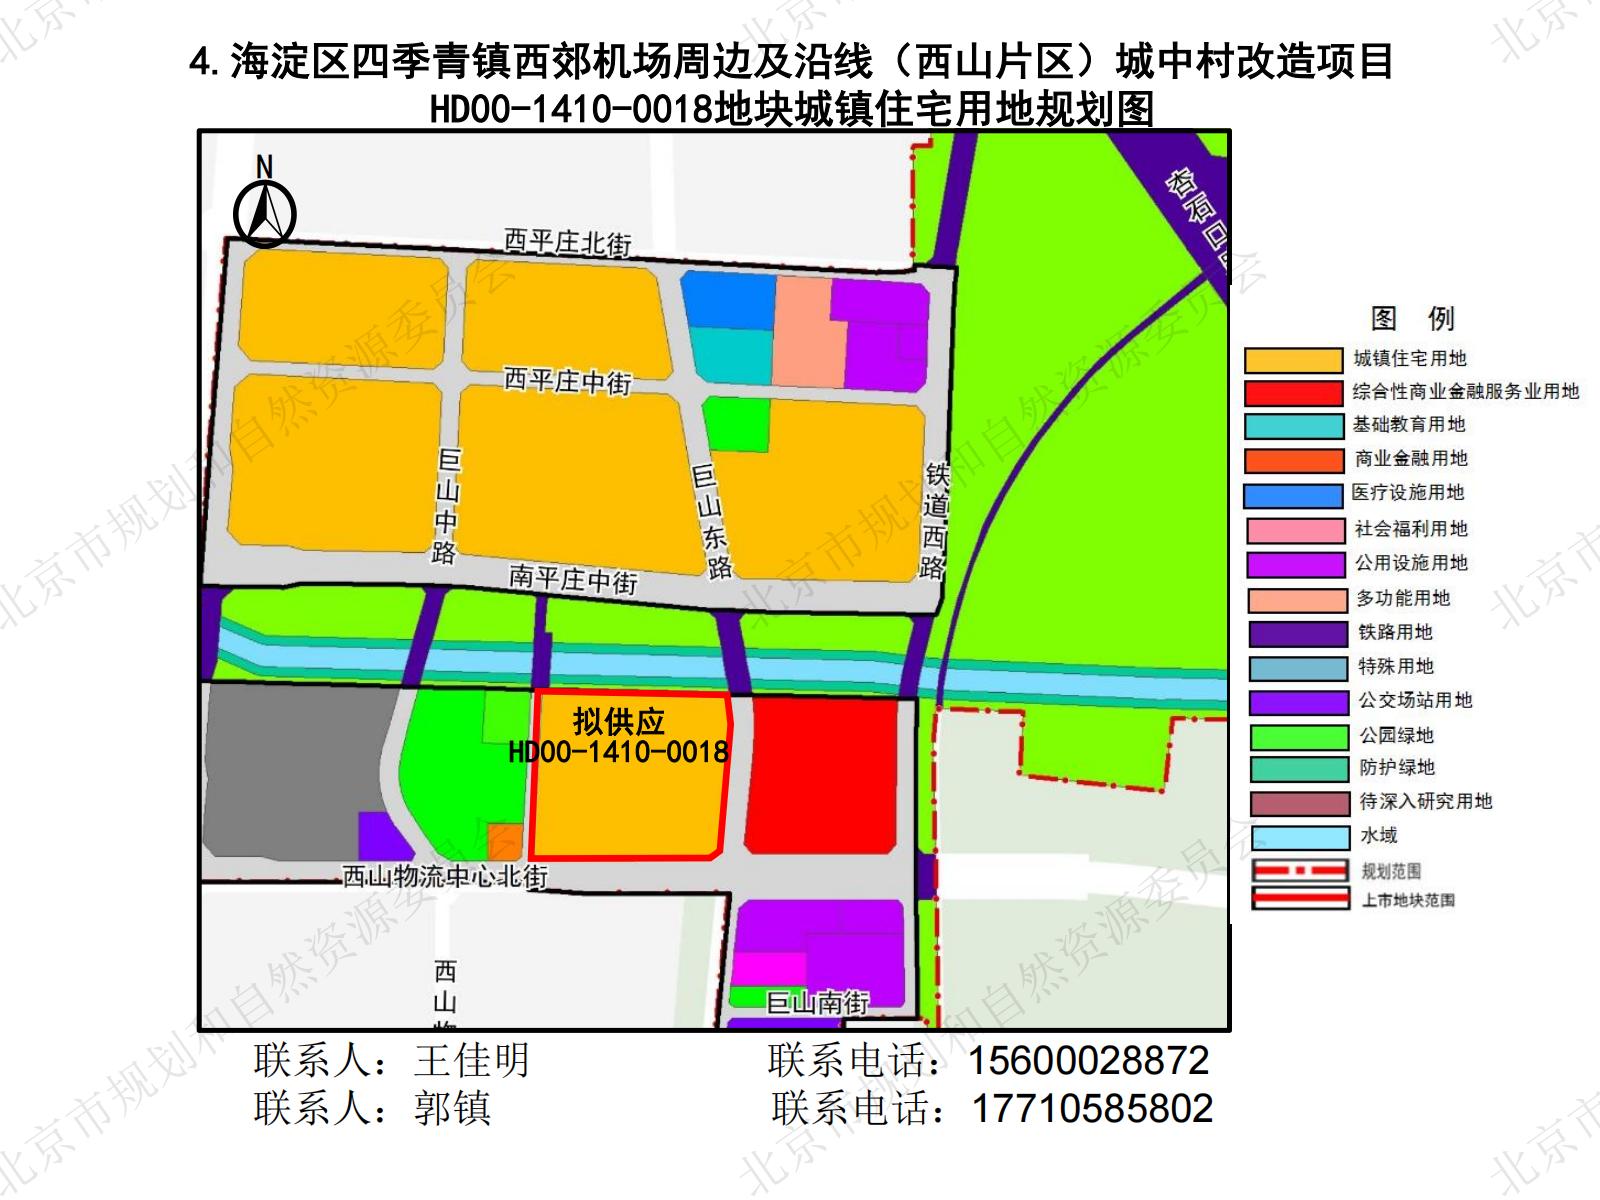 4.海淀区四季青镇西郊机场周边及沿线（西山片区）城中村改造项目
HD00-1410-0018地块城镇住宅用地规划图
N
西平庄北街
杏石口
西平庄中街
巨山中路
巨山东路
铁道西路
南平庄中街
拟供应
HD00-1410-0018
西山物流中心北街
西山
巨山南街
图 例
城镇住宅用地
综合性商业金融服务业用地
基础教育用地
商业金融用地
医疗设施用地
社会福利用地
公用设施用地
多功能用地
铁路用地
特殊用地
公交场站用地
公园绿地
防护绿地
待深入研究用地
水域
规划范围
上市地块范围
联系人：王佳明 联系电话：15600028872
联系人：郭镇 联系电话：17710585802
北京市规划和自然资源委员会